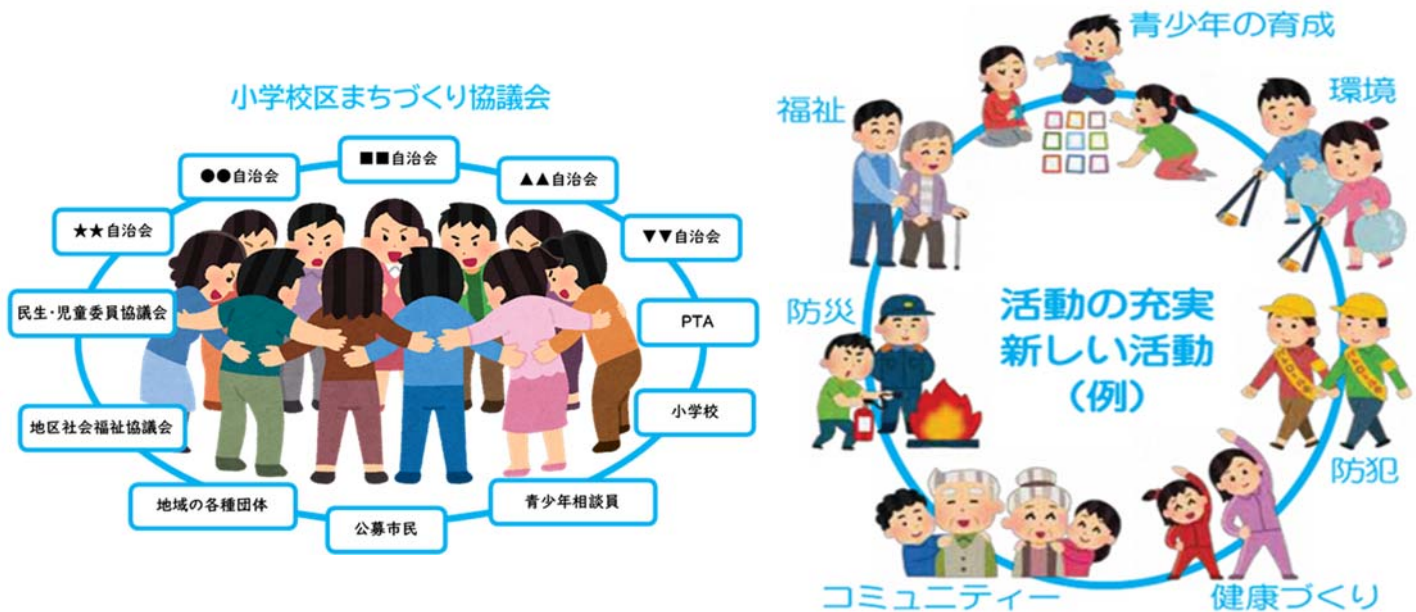 小学校区まちづくり協議会
■■自治会
●●自治会
▲▲自治会
★★自治会
▼▼自治会
民生・児童委員協議会
PTA
地区社会福祉協議会
小学校
地域の各種団体
青少年相談員
公募市民
青少年の育成
福祉
環境
防災
活動の充実
新しい活動
(例)
防犯
コミュニティー
健康づくり